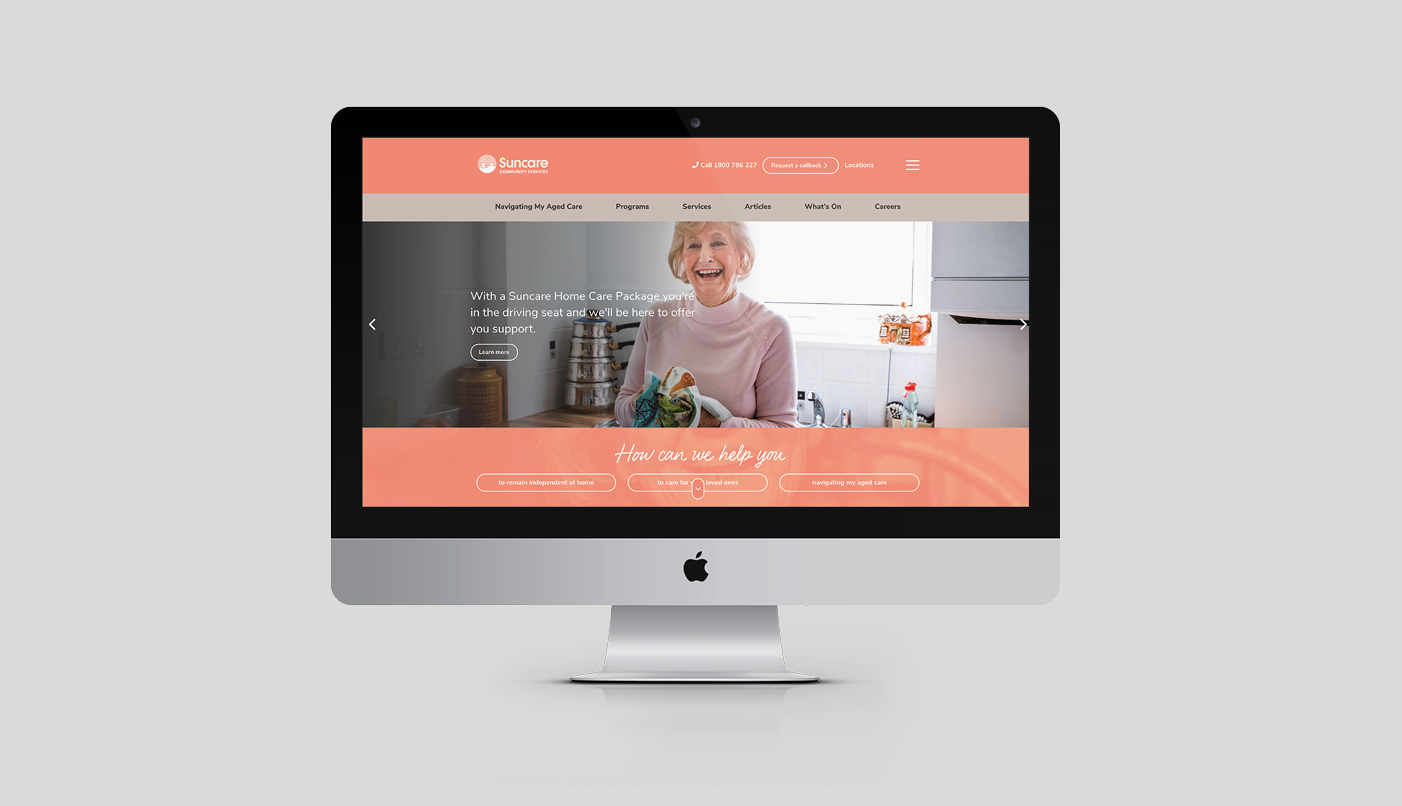 Suncare
COMMUNITY SERVICES
Call 1800 786 227
Request a callback
Locations
Navigating My Aged Care
Programs
Services
Articles
What's On
Careers
With a Suncare Home Care Package you're
in the driving seat and we'll be here to offer
you support.
Learn more
How can we help you
to remain independent at home
to care for loved ones
navigating my aged care